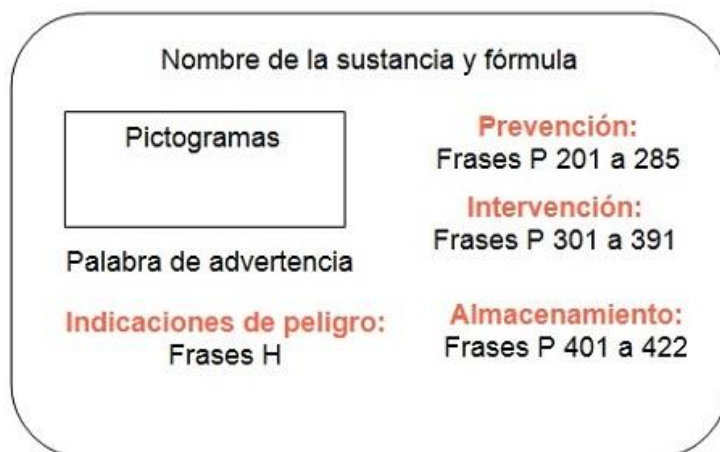 Nombre de la sustancia y fórmula
Pictogramas
Palabra de advertencia
Indicaciones de peligro:
Frases H
Prevención:
Frases P 201 a 285
Intervención:
Frases P 301 a 391
Almacenamiento:
Frases P 401 a 422